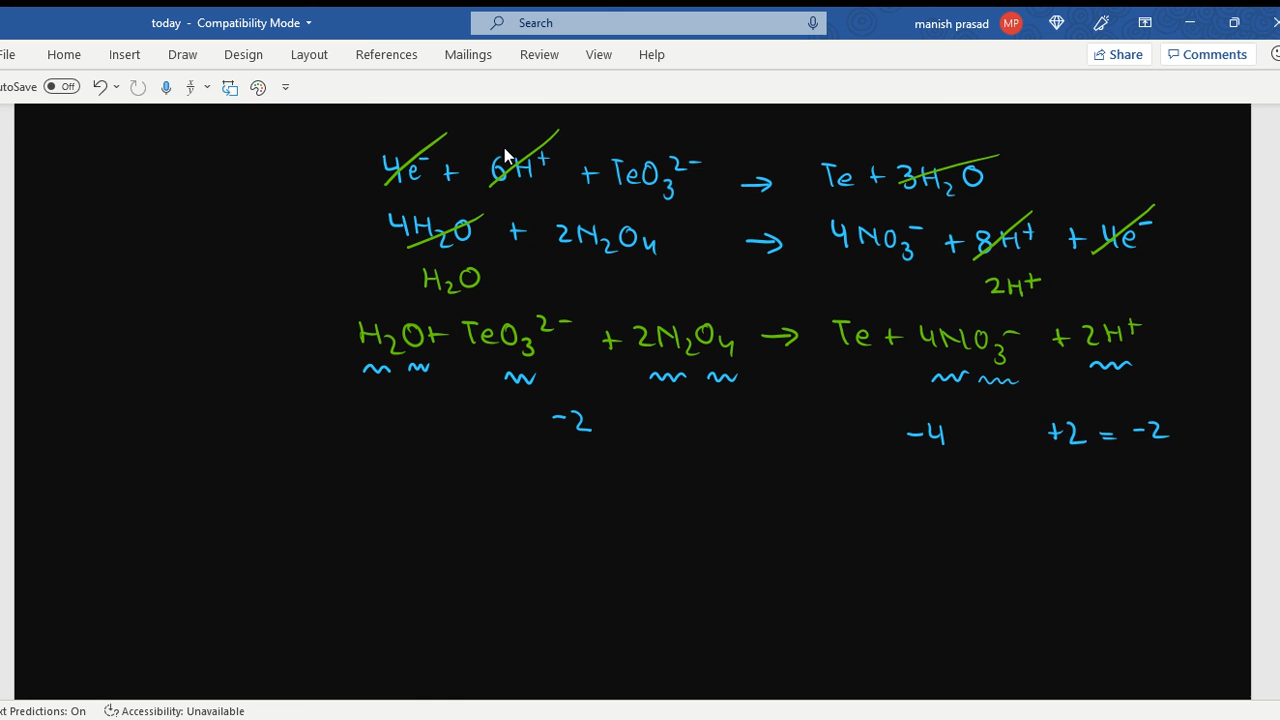 today - Compatibility Mode Search manish prasad MP
File Home Insert Draw Design Layout References Mailings Review View Help Share Comments
utoSave Off
4e⁻ + 6H⁺ + TeO₃²⁻ → Te + 3H₂O
4H₂O + 2N₂O₄ → 4NO₃⁻ + 8H⁺ + 4e⁻
H₂O 2H⁺
H₂O + TeO₃²⁻ + 2N₂O₄ → Te + 4NO₃⁻ + 2H⁺
-2 -4 +2 = -2
xt Predictions: On Accessibility: Unavailable